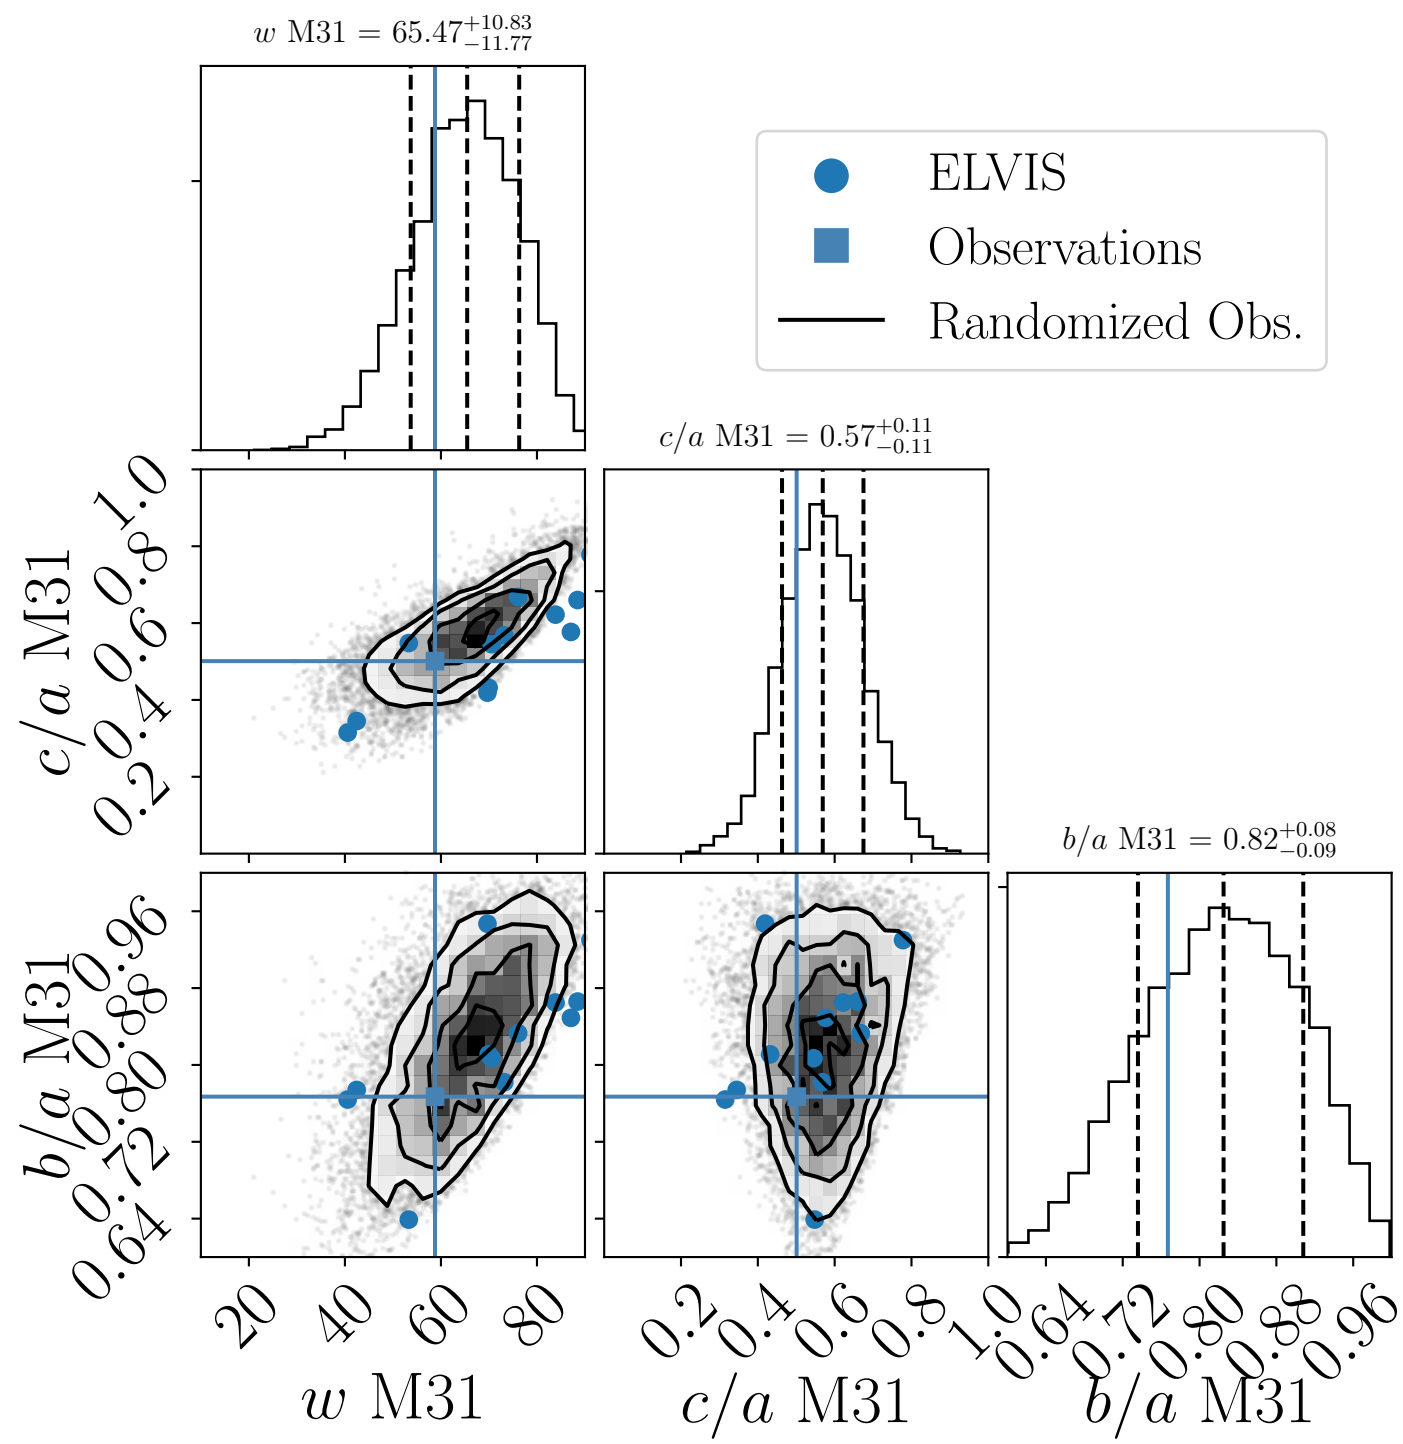 w M31 = 65.47+10.83−11.77
ELVIS
Observations
Randomized Obs.
c/a M31 = 0.57+0.11−0.11
c/a M31
1.0
0.8
0.6
0.4
0.2
b/a M31 = 0.82+0.08−0.09
b/a M31
0.96
0.88
0.80
0.72
0.64
20 40 60 80
0.2 0.4 0.6 0.8 1.0
0.64 0.72 0.80 0.88 0.96
w M31
c/a M31
b/a M31